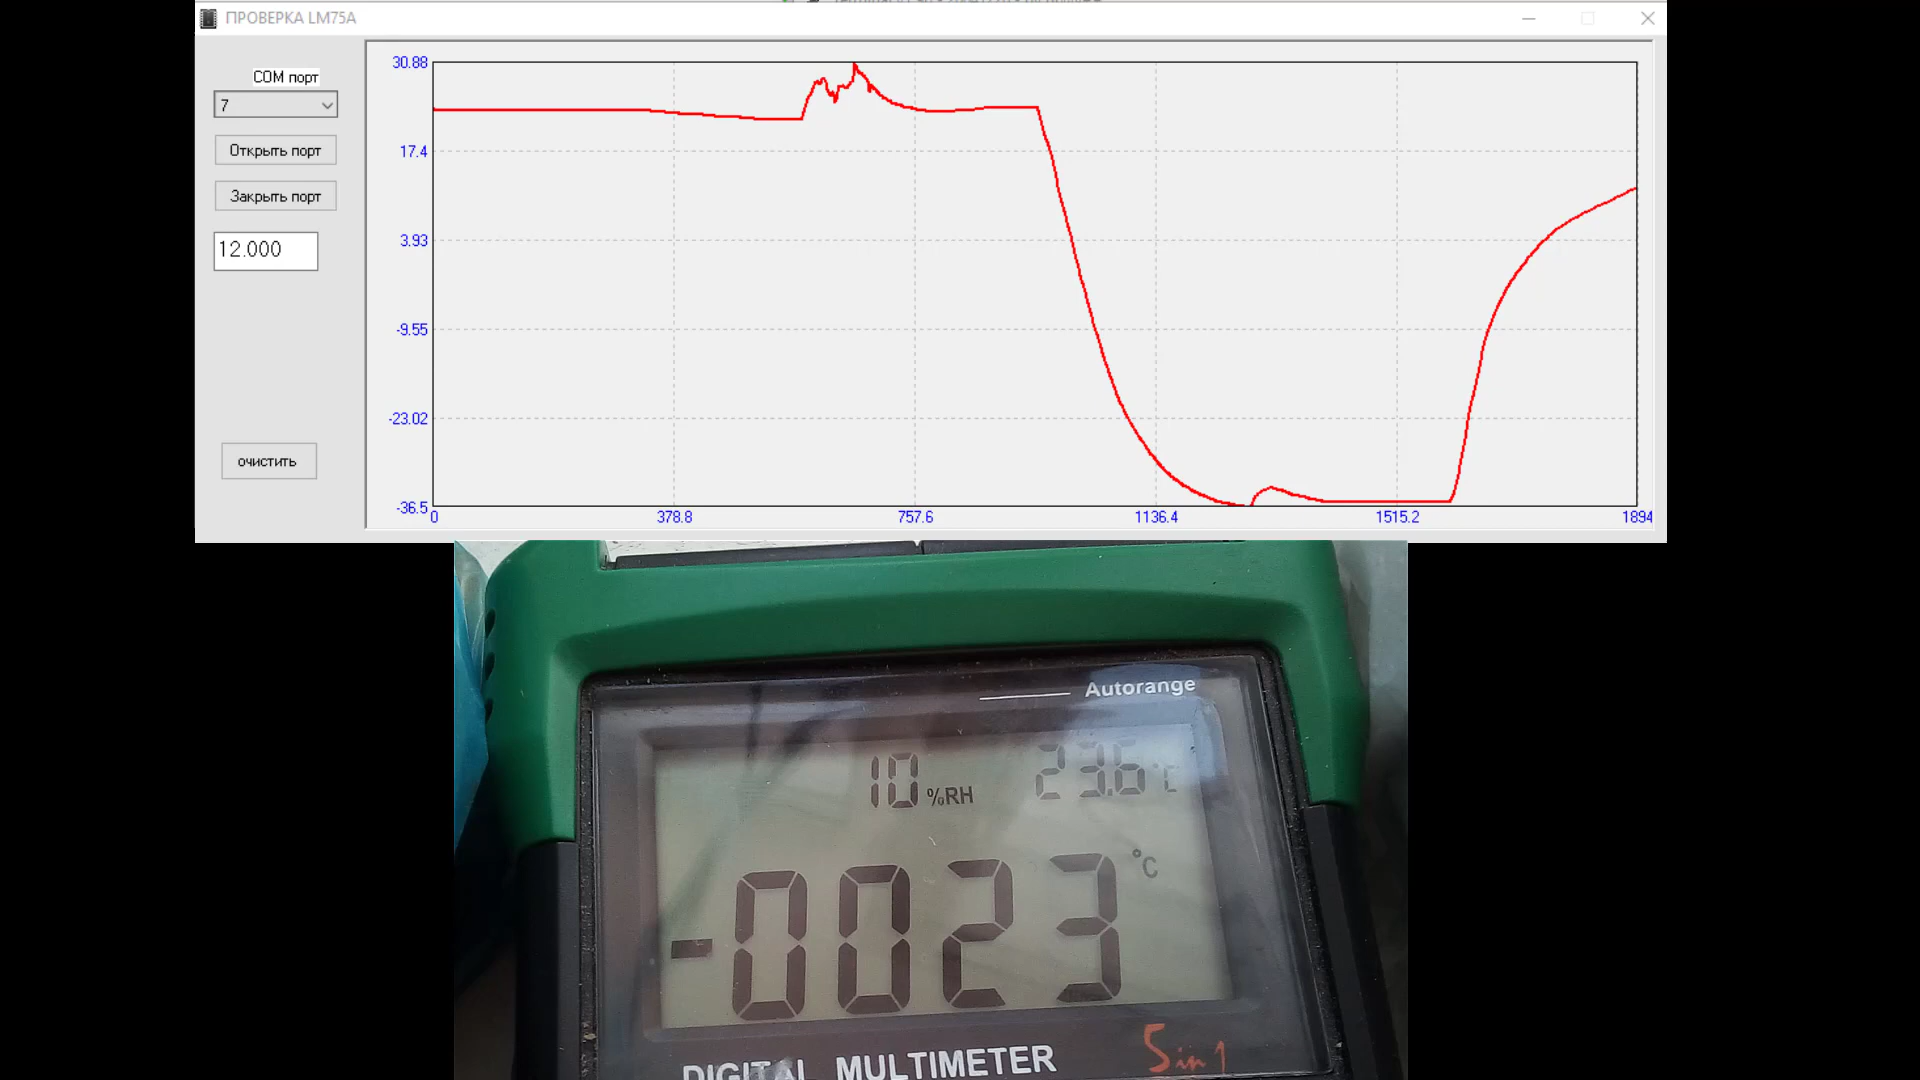 ПРОВЕРКА LM75A
COM порт
7
Открыть порт
Закрыть порт
12.000
очистить
30.88
17.4
3.93
-9.55
-23.02
-36.5
0
378.8
757.6
1136.4
1515.2
1894
Autorange
10 %RH
23.6 °C
-0023 °C
DIGITAL MULTIMETER
5 in 1